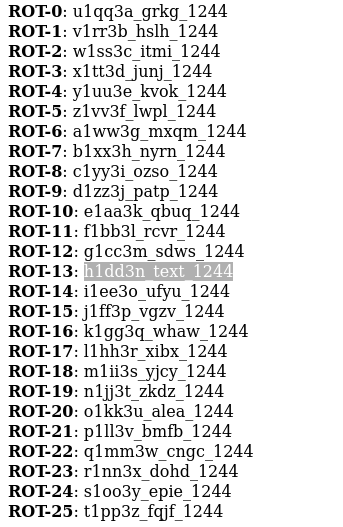 ROT-0: u1qq3a_grkg_1244
ROT-1: v1rr3b_hslh_1244
ROT-2: w1ss3c_itmi_1244
ROT-3: x1tt3d_junj_1244
ROT-4: y1uu3e_kvok_1244
ROT-5: z1vv3f_lwpl_1244
ROT-6: a1ww3g_mxqm_1244
ROT-7: b1xx3h_nyrn_1244
ROT-8: c1yy3i_ozso_1244
ROT-9: d1zz3j_patp_1244
ROT-10: e1aa3k_qbuq_1244
ROT-11: f1bb3l_rcvr_1244
ROT-12: g1cc3m_sdws_1244
ROT-13: h1dd3n_text_1244
ROT-14: i1ee3o_ufyu_1244
ROT-15: j1ff3p_vgzv_1244
ROT-16: k1gg3q_whaw_1244
ROT-17: l1hh3r_xibx_1244
ROT-18: m1ii3s_yjcy_1244
ROT-19: n1jj3t_zkdz_1244
ROT-20: o1kk3u_alea_1244
ROT-21: p1ll3v_bmfb_1244
ROT-22: q1mm3w_cngc_1244
ROT-23: r1nn3x_dohd_1244
ROT-24: s1oo3y_epie_1244
ROT-25: t1pp3z_fqjf_1244